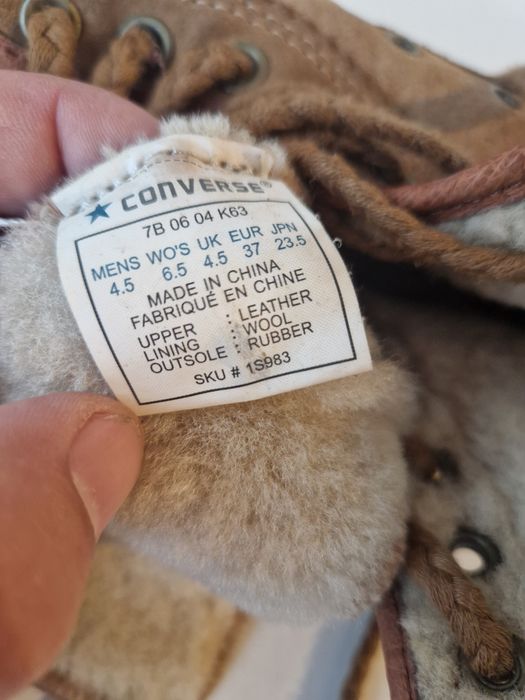 CONVERSE®
7B 06 04 K63
MENS WO'S UK EUR JPN
4.5 6.5 4.5 37 23.5
MADE IN CHINA
FABRIQUÉ EN CHINE
UPPER : LEATHER
LINING : WOOL
OUTSOLE : RUBBER
SKU # 1S983